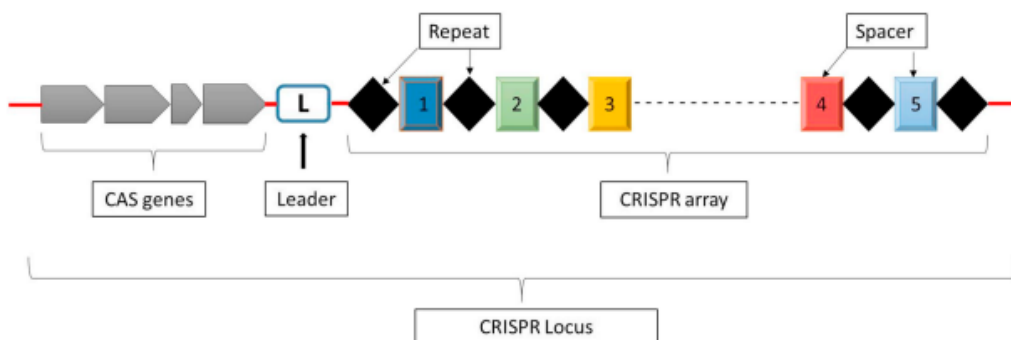 Repeat
Spacer
L
1
2
3
4
5
CAS genes
Leader
CRISPR array
CRISPR Locus